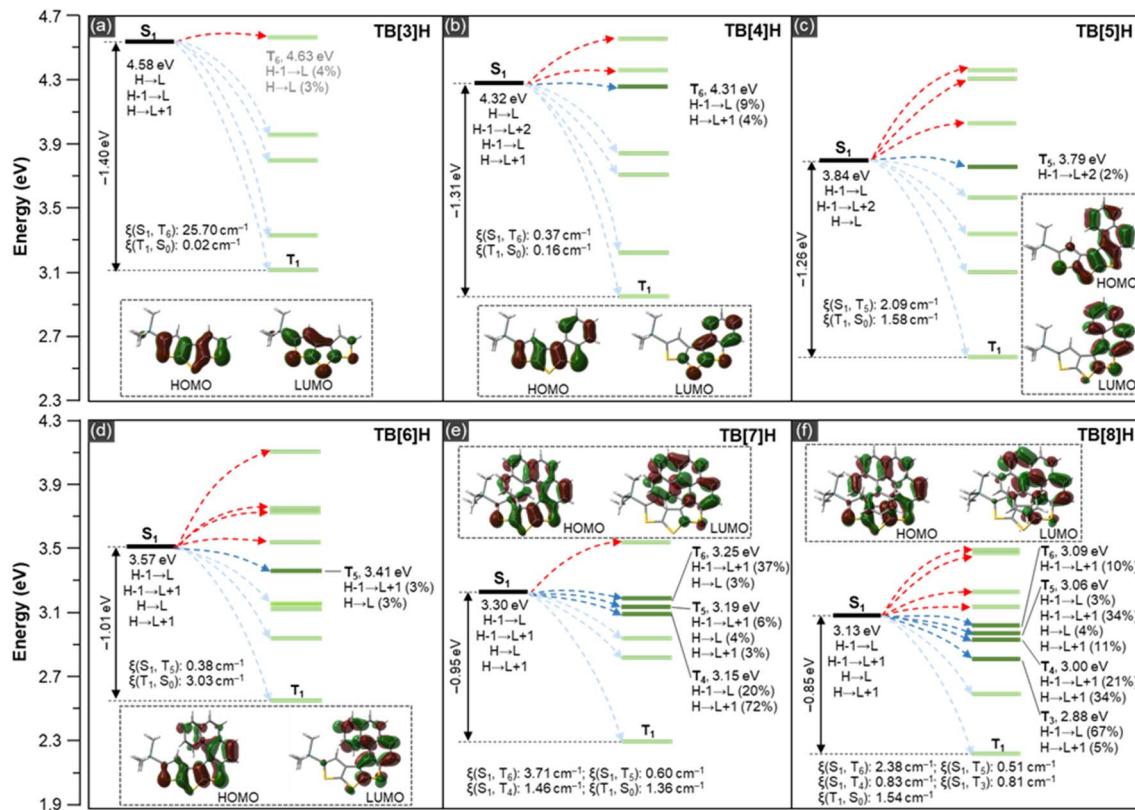 4.7
4.3
3.9
3.5
3.1
2.7
2.3
Energy (eV)
(a)
TB[3]H
S1
4.58 eV
H→L
H-1→L
H→L+1
−1.40 eV
T6, 4.63 eV
H-1→L (4%)
H→L (3%)
ξ(S1, T6): 25.70 cm−1
ξ(T1, S0): 0.02 cm−1
T1
HOMO
LUMO
(b)
TB[4]H
S1
4.32 eV
H→L
H-1→L+2
H-1→L
H→L+1
−1.31 eV
T6, 4.31 eV
H-1→L (9%)
H→L+1 (4%)
ξ(S1, T6): 0.37 cm−1
ξ(T1, S0): 0.16 cm−1
T1
HOMO
LUMO
(c)
TB[5]H
S1
3.84 eV
H-1→L
H-1→L+2
H→L
−1.26 eV
T5, 3.79 eV
H-1→L+2 (2%)
ξ(S1, T5): 2.09 cm−1
ξ(T1, S0): 1.58 cm−1
T1
HOMO
LUMO
4.3
3.9
3.5
3.1
2.7
2.3
1.9
Energy (eV)
(d)
TB[6]H
S1
3.57 eV
H-1→L
H-1→L+1
H→L
H→L+1
−1.01 eV
T5, 3.41 eV
H-1→L+1 (3%)
H→L (3%)
ξ(S1, T5): 0.38 cm−1
ξ(T1, S0): 3.03 cm−1
T1
HOMO
LUMO
(e)
TB[7]H
HOMO
LUMO
S1
3.30 eV
H-1→L
H-1→L+1
H→L
H→L+1
−0.95 eV
T6, 3.25 eV
H-1→L+1 (37%)
H→L (3%)
T5, 3.19 eV
H-1→L+1 (6%)
H→L (4%)
H→L+1 (3%)
T4, 3.15 eV
H-1→L (20%)
H→L+1 (72%)
T1
ξ(S1, T6): 3.71 cm−1; ξ(S1, T5): 0.60 cm−1
ξ(S1, T4): 1.46 cm−1; ξ(T1, S0): 1.36 cm−1
(f)
TB[8]H
HOMO
LUMO
S1
3.13 eV
H-1→L
H-1→L+1
H→L
H→L+1
−0.85 eV
T6, 3.09 eV
H-1→L+1 (10%)
T5, 3.06 eV
H-1→L (3%)
H-1→L+1 (34%)
H→L (4%)
H→L+1 (11%)
T4, 3.00 eV
H-1→L+1 (21%)
H→L+1 (34%)
T3, 2.88 eV
H-1→L (67%)
H→L+1 (5%)
T1
ξ(S1, T6): 2.38 cm−1; ξ(S1, T5): 0.51 cm−1
ξ(S1, T4): 0.83 cm−1; ξ(S1, T3): 0.81 cm−1
ξ(T1, S0): 1.54 cm−1